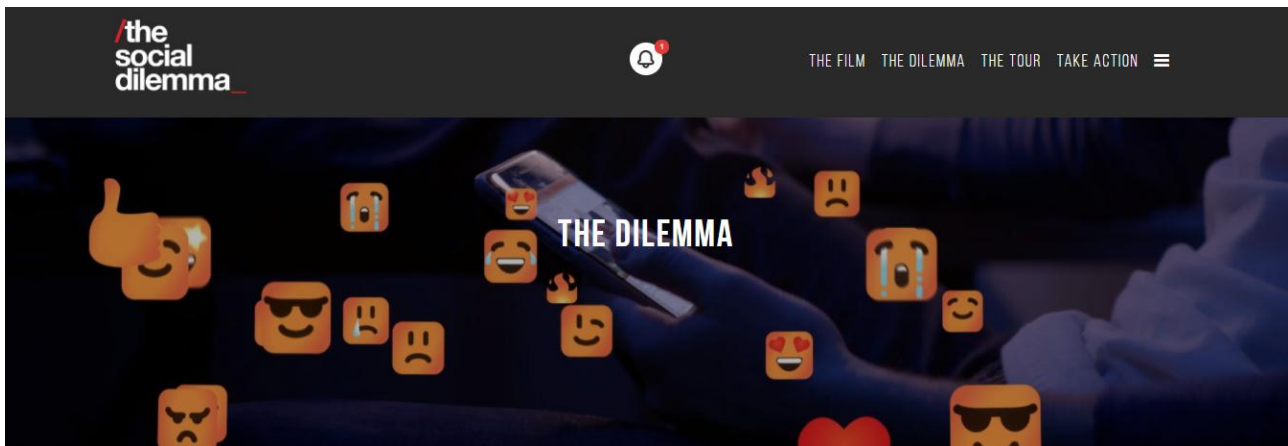 /the
social
dilemma_
1
THE FILM THE DILEMMA THE TOUR TAKE ACTION
THE DILEMMA